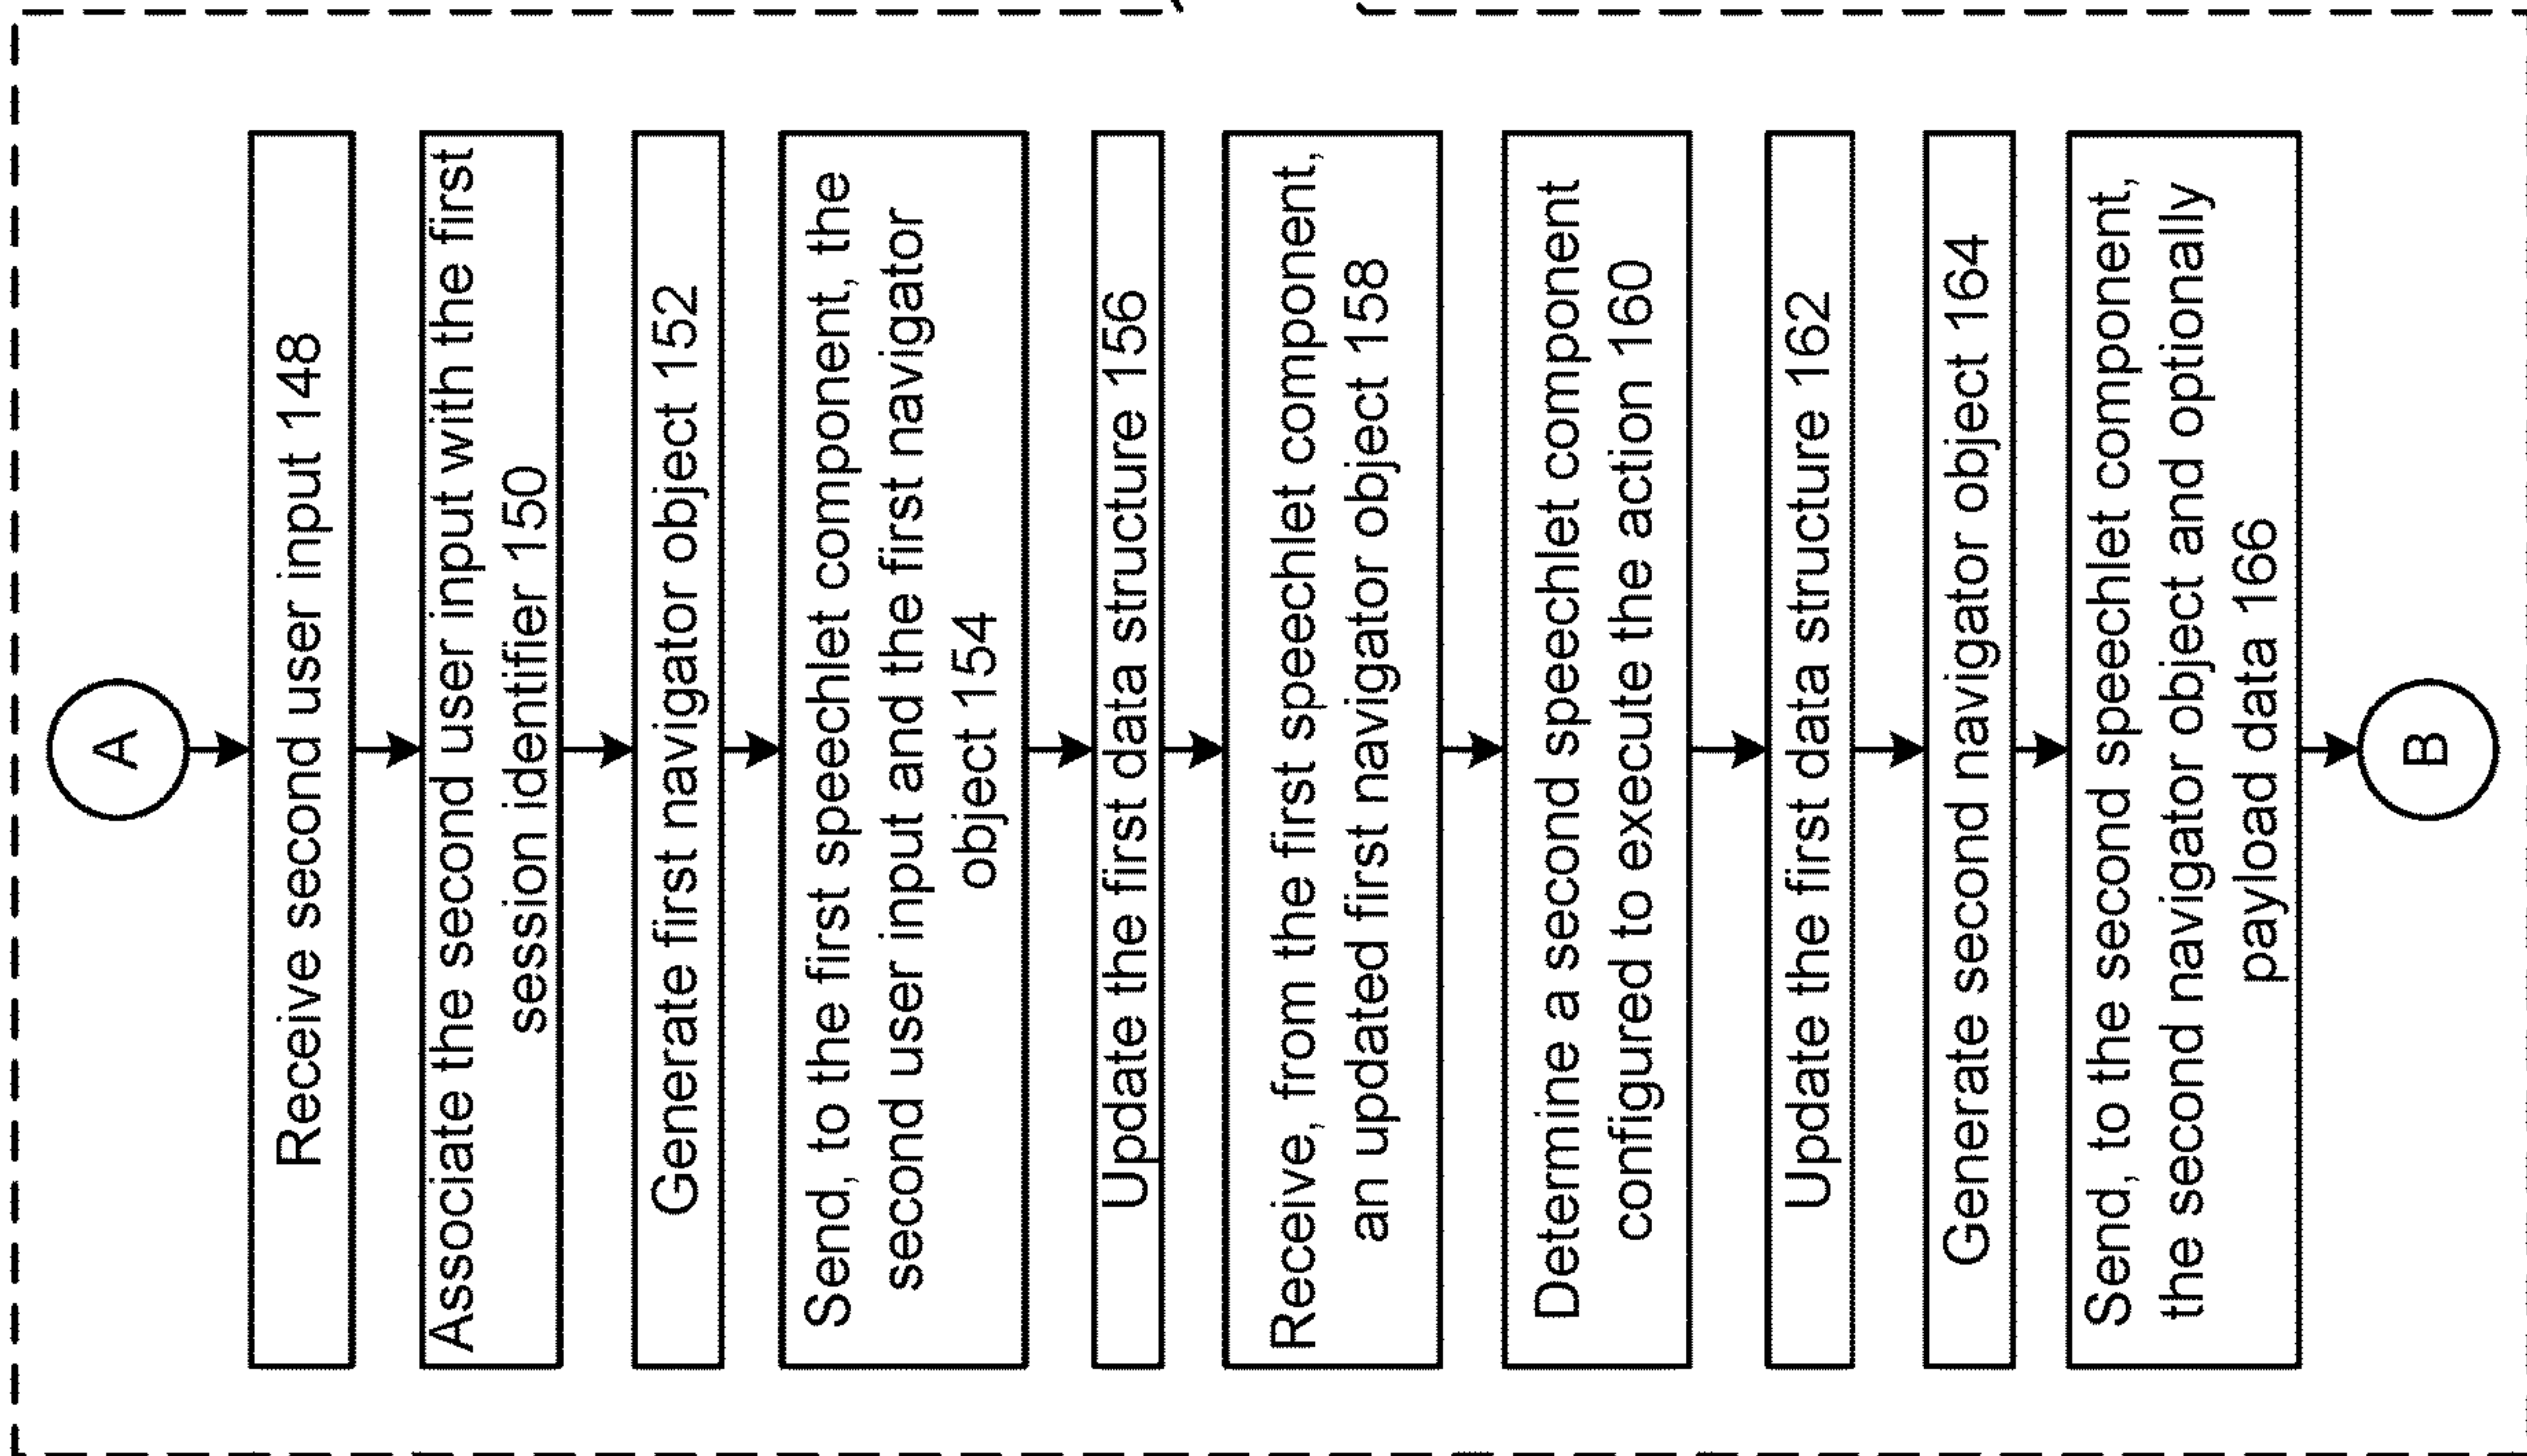 A
Receive second user input 148
Associate the second user input with the first
session identifier 150
Generate first navigator object 152
Send, to the first speechlet component, the
second user input and the first navigator
object 154
Update the first data structure 156
Receive, from the first speechlet component,
an updated first navigator object 158
Determine a second speechlet component
configured to execute the action 160
Update the first data structure 162
Generate second navigator object 164
Send, to the second speechlet component,
the second navigator object and optionally
payload data 166
B